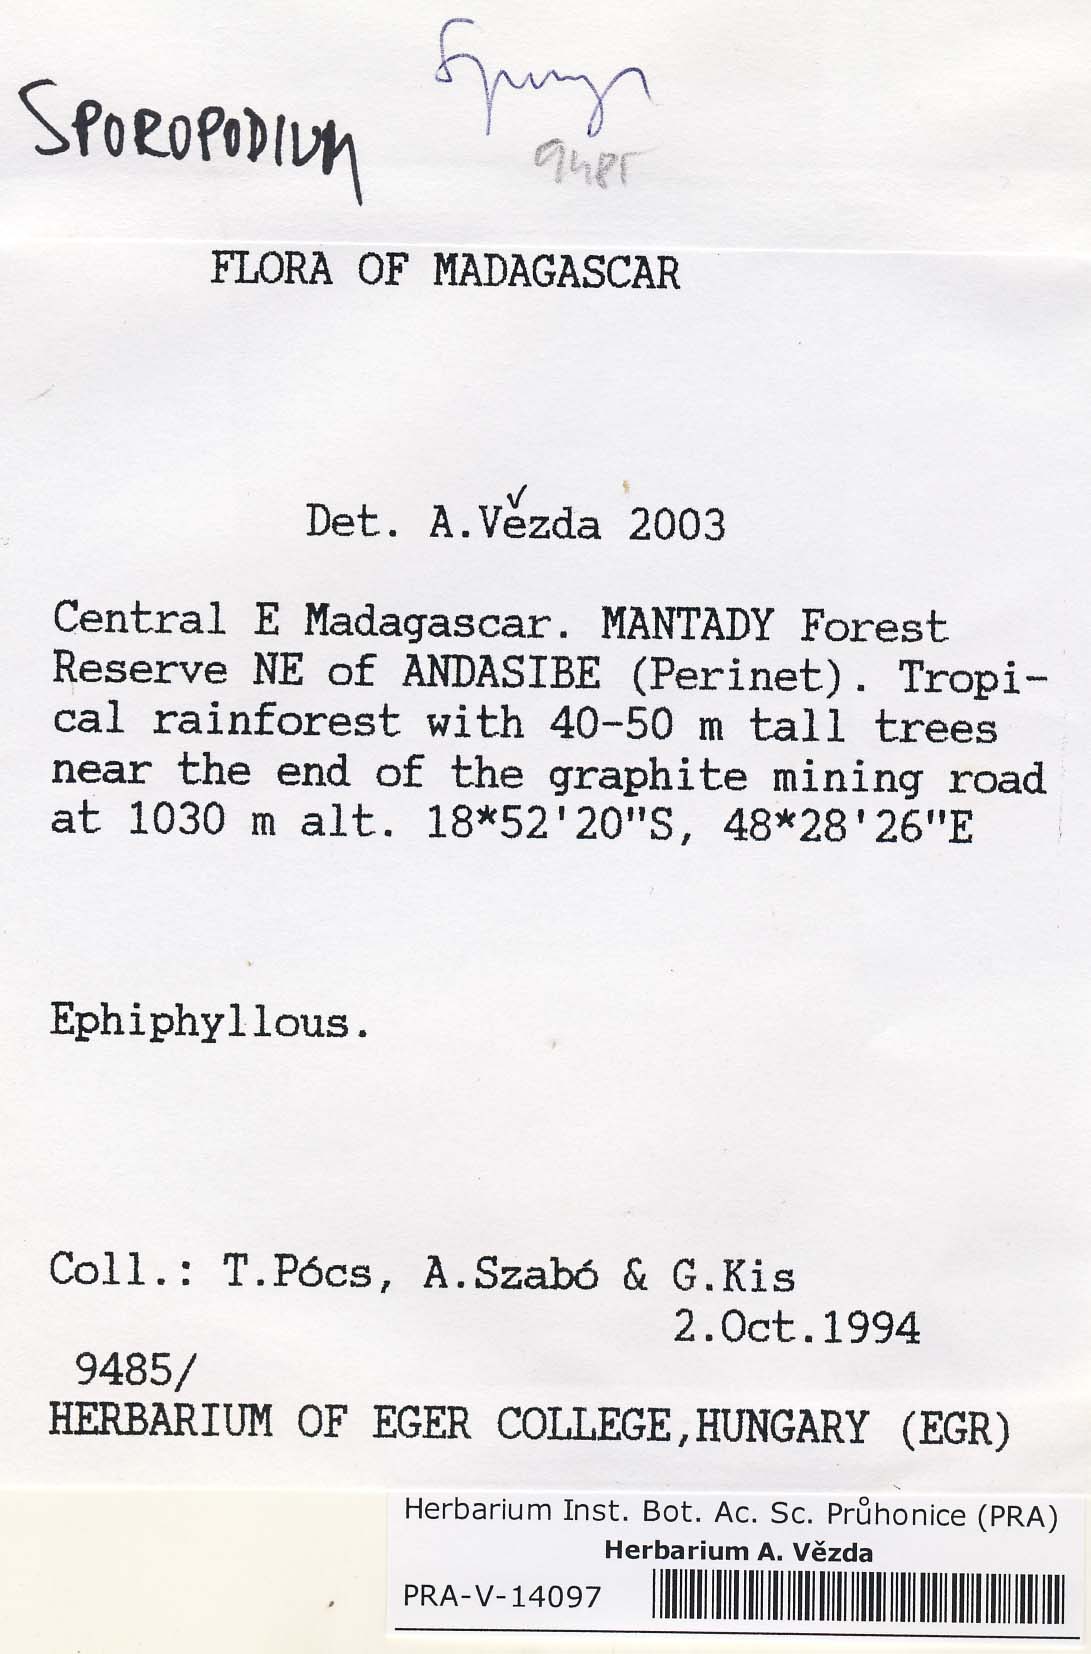 SPOROPODIUM
9485
FLORA OF MADAGASCAR
Det. A.Vězda 2003
Central E Madagascar. MANTADY Forest
Reserve NE of ANDASIBE (Perinet). Tropi-
cal rainforest with 40-50 m tall trees
near the end of the graphite mining road
at 1030 m alt. 18*52'20"S, 48*28'26"E
Ephiphyllous.
Coll.: T.Pócs, A.Szabó & G.Kis
2.Oct.1994
9485/
HERBARIUM OF EGER COLLEGE,HUNGARY (EGR)
Herbarium Inst. Bot. Ac. Sc. Průhonice (PRA)
Herbarium A. Vězda
PRA-V-14097